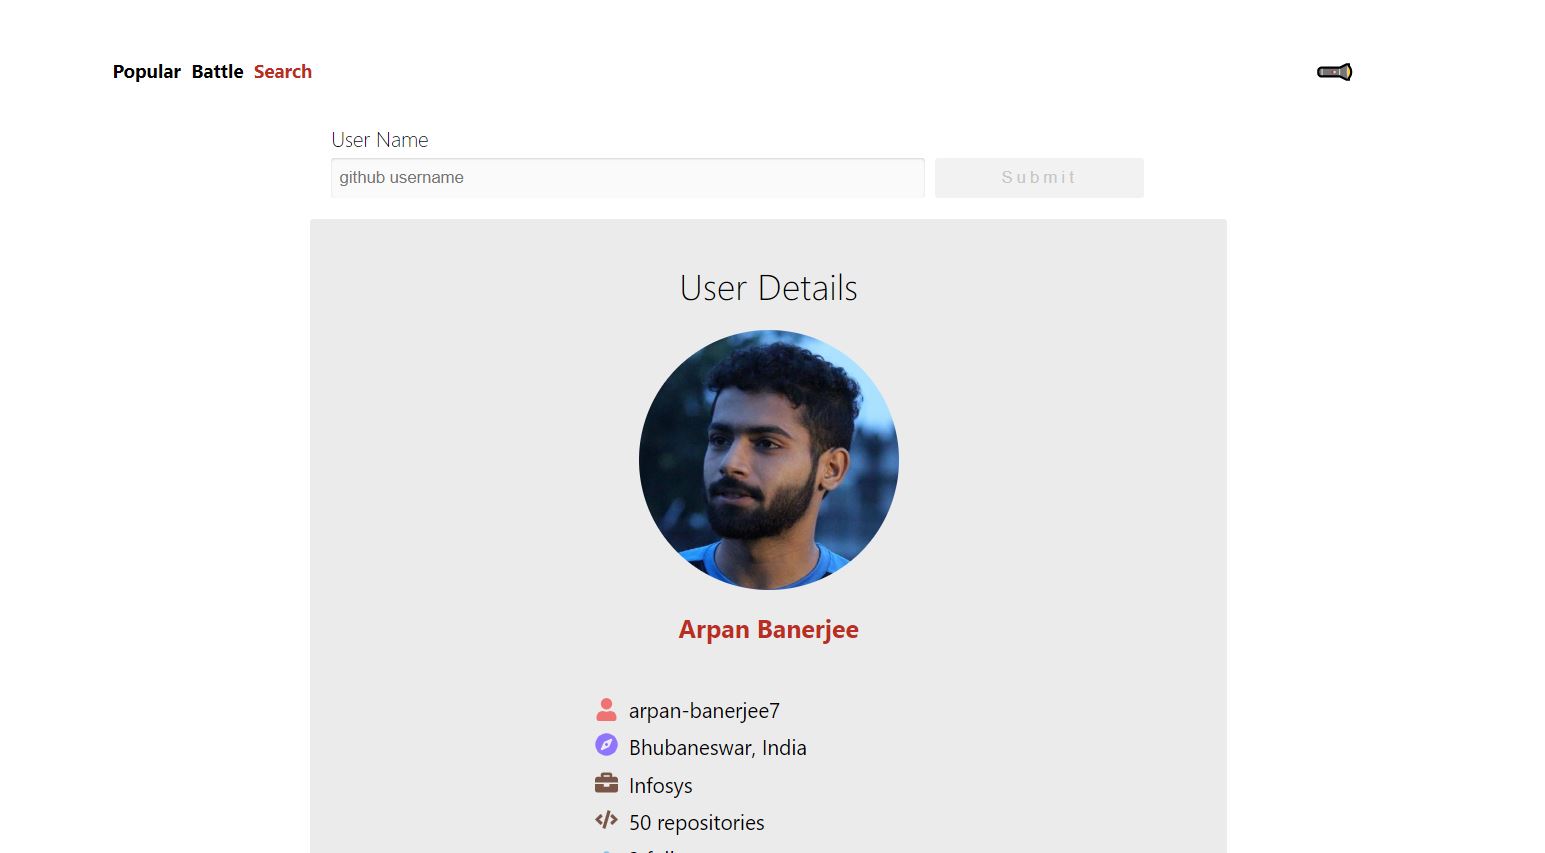 Popular Battle Search
User Name
github username
Submit
User Details
Arpan Banerjee
arpan-banerjee7
Bhubaneswar, India
Infosys
50 repositories